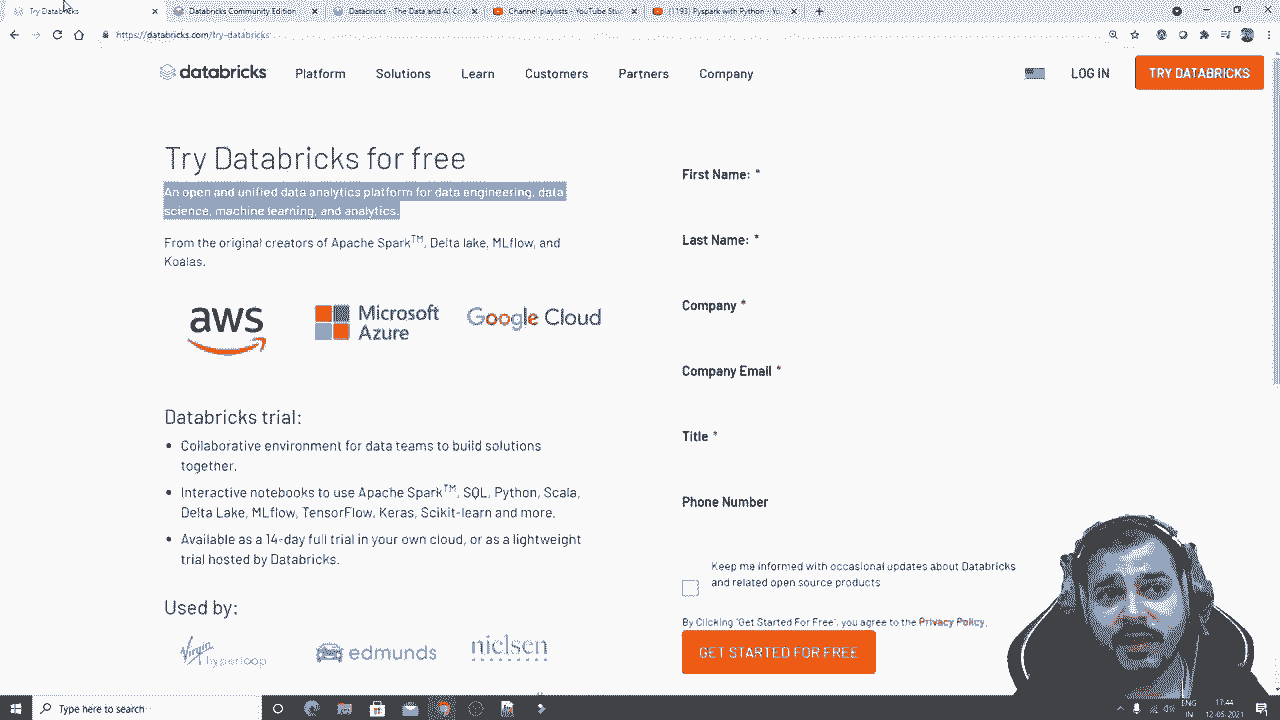 Try Databricks
Databricks Community Edition
Databricks - The Data and AI C
Channel playlists - YouTube Stu
(1193) Pyspark with Python - Yo
https://databricks.com/try-databricks
databricks
Platform
Solutions
Learn
Customers
Partners
Company
LOG IN
TRY DATABRICKS
Try Databricks for free
An open and unified data analytics platform for data engineering, data
science, machine learning, and analytics.
From the original creators of Apache Spark™, Delta lake, MLflow, and
Koalas.
aws
Microsoft
Azure
Google Cloud
Databricks trial:
• Collaborative environment for data teams to build solutions
together.
• Interactive notebooks to use Apache Spark™, SQL, Python, Scala,
Delta Lake, MLflow, TensorFlow, Keras, Scikit-learn and more.
• Available as a 14-day full trial in your own cloud, or as a lightweight
trial hosted by Databricks.
Used by:
Virgin hyperloop
edmunds
nielsen
First Name: *
Last Name: *
Company *
Company Email *
Title *
Phone Number
Keep me informed with occasional updates about Databricks
and related open source products
By Clicking "Get Started For Free", you agree to the Privacy Policy.
GET STARTED FOR FREE
Type here to search
ENG
IN
17:44
12-05-2021